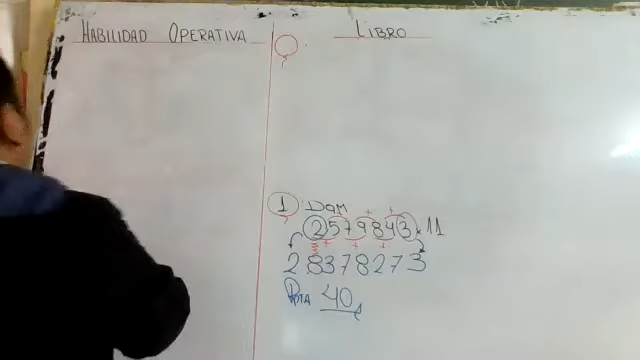 HABILIDAD OPERATIVA
LIBRO
1 Dam
2579843 × 11
28378273
Rpta 40